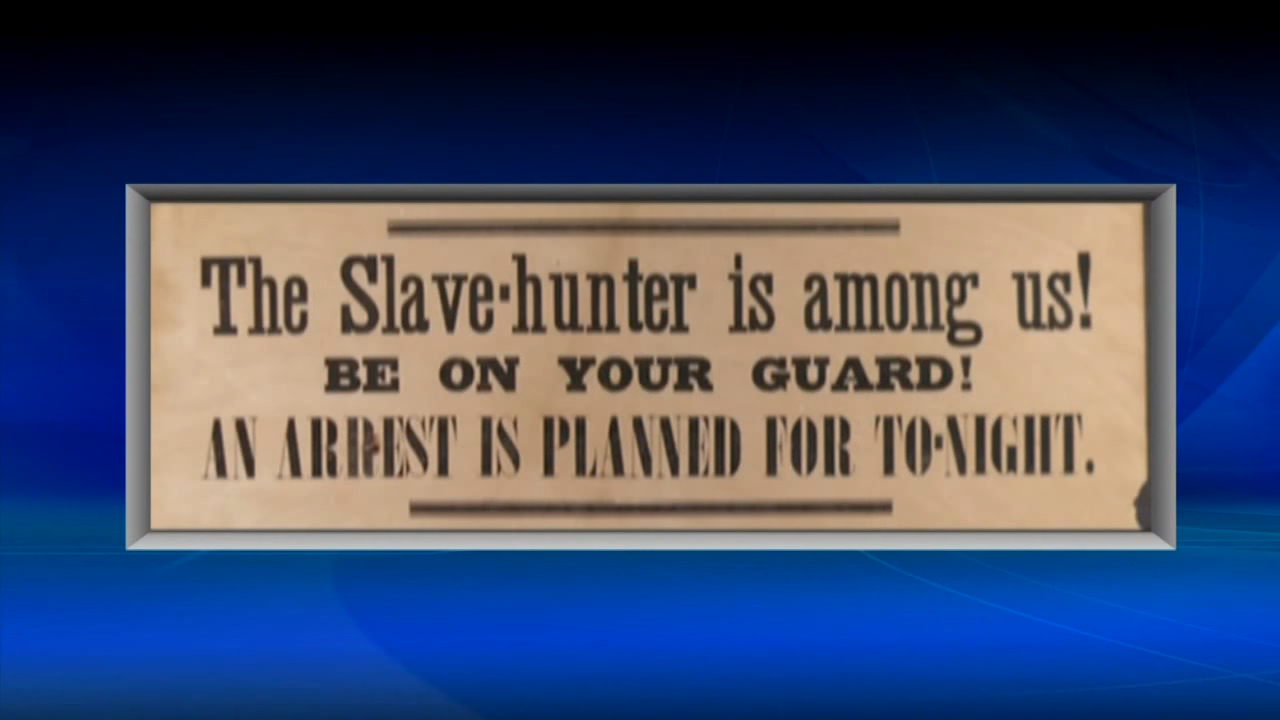 The Slave-hunter is among us!
BE ON YOUR GUARD!
AN ARREST IS PLANNED FOR TO-NIGHT.